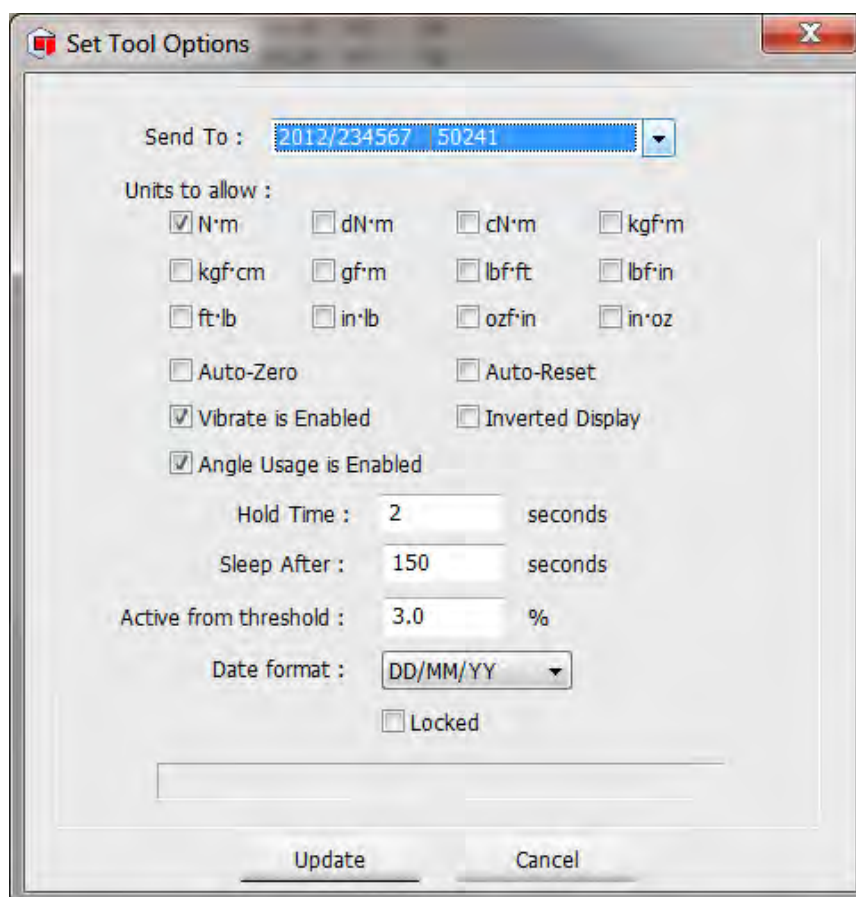 Set Tool Options
Send To : 2012/234567 | 50241
Units to allow :
N·m dN·m cN·m kgf·m
kgf·cm gf·m lbf·ft lbf·in
ft·lb in·lb ozf·in in·oz
Auto-Zero Auto-Reset
Vibrate is Enabled Inverted Display
Angle Usage is Enabled
Hold Time : 2 seconds
Sleep After : 150 seconds
Active from threshold : 3.0 %
Date format : DD/MM/YY
Locked
Update Cancel